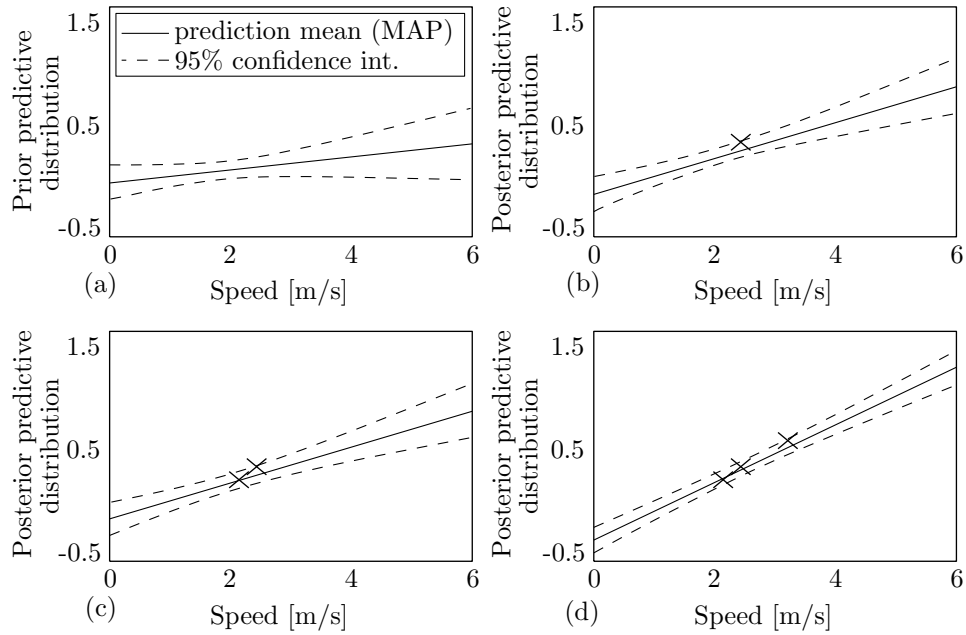 1.5
0.5
-0.5
Prior predictive
distribution
prediction mean (MAP)
95% confidence int.
0
2
4
6
(a)
Speed [m/s]
1.5
0.5
-0.5
Posterior predictive
distribution
0
2
4
6
(b)
Speed [m/s]
1.5
0.5
-0.5
Posterior predictive
distribution
0
2
4
6
(c)
Speed [m/s]
1.5
0.5
-0.5
Posterior predictive
distribution
0
2
4
6
(d)
Speed [m/s]